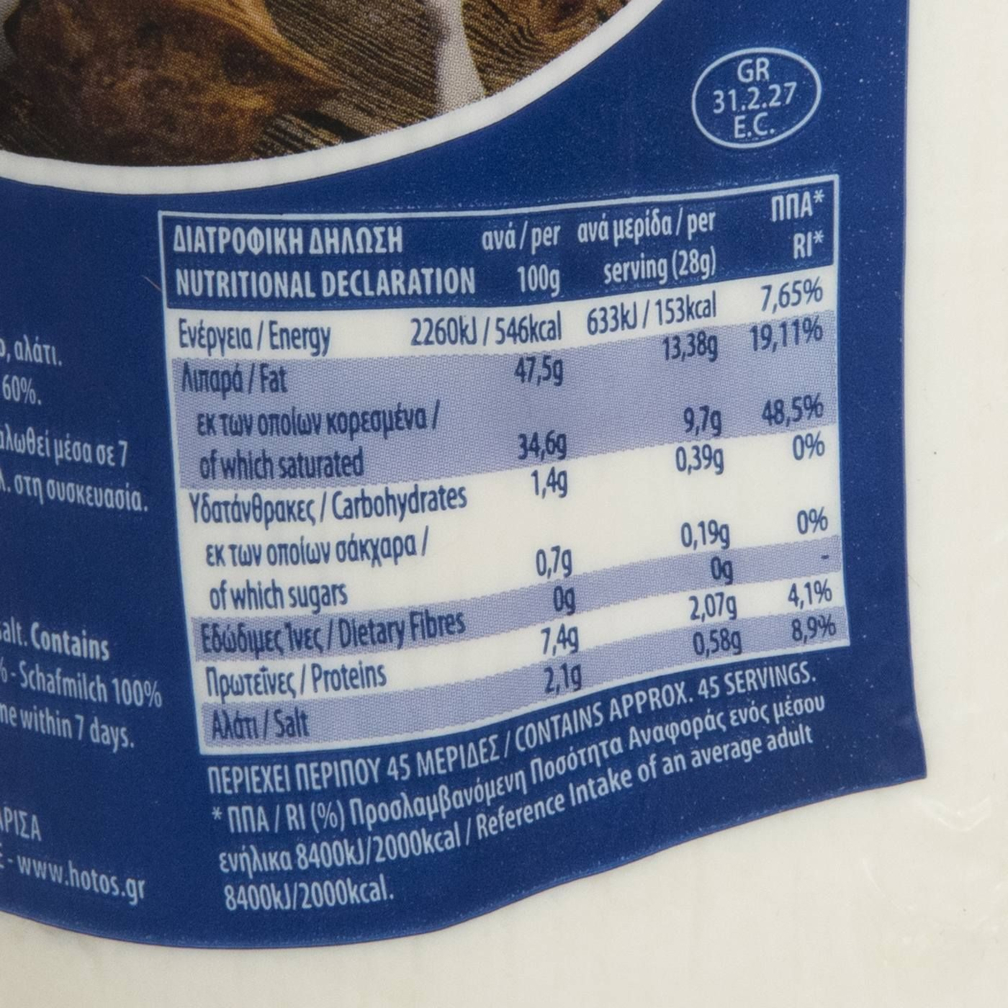 GR
31.2.27
E.C.
ΔΙΑΤΡΟΦΙΚΗ ΔΗΛΩΣΗ ανά / per ανά μερίδα / per ΠΠΑ*
NUTRITIONAL DECLARATION 100g serving (28g) RI*
Ενέργεια / Energy 2260kJ / 546kcal 633kJ / 153kcal 7,65%
Λιπαρά / Fat 47,5g 13,38g 19,11%
εκ των οποίων κορεσμένα /
of which saturated 34,6g 9,7g 48,5%
Υδατάνθρακες / Carbohydrates 1,4g 0,39g 0%
εκ των οποίων σάκχαρα /
of which sugars 0,7g 0,19g 0%
Εδώδιμες Ίνες / Dietary Fibres 0g 0g -
Πρωτεΐνες / Proteins 7,4g 2,07g 4,1%
Αλάτι / Salt 2,1g 0,58g 8,9%
ΠΕΡΙΕΧΕΙ ΠΕΡΙΠΟΥ 45 ΜΕΡΙΔΕΣ / CONTAINS APPROX. 45 SERVINGS.
* ΠΠΑ / RI (%) Προσλαμβανόμενη Ποσότητα Αναφοράς ενός μέσου
ενήλικα 8400kJ/2000kcal / Reference Intake of an average adult
8400kJ/2000kcal.
αλάτι.
60%.
μέσα σε 7
στη συσκευασία.
Contains
- Schafmilch 100%
within 7 days.
- www.hotos.gr